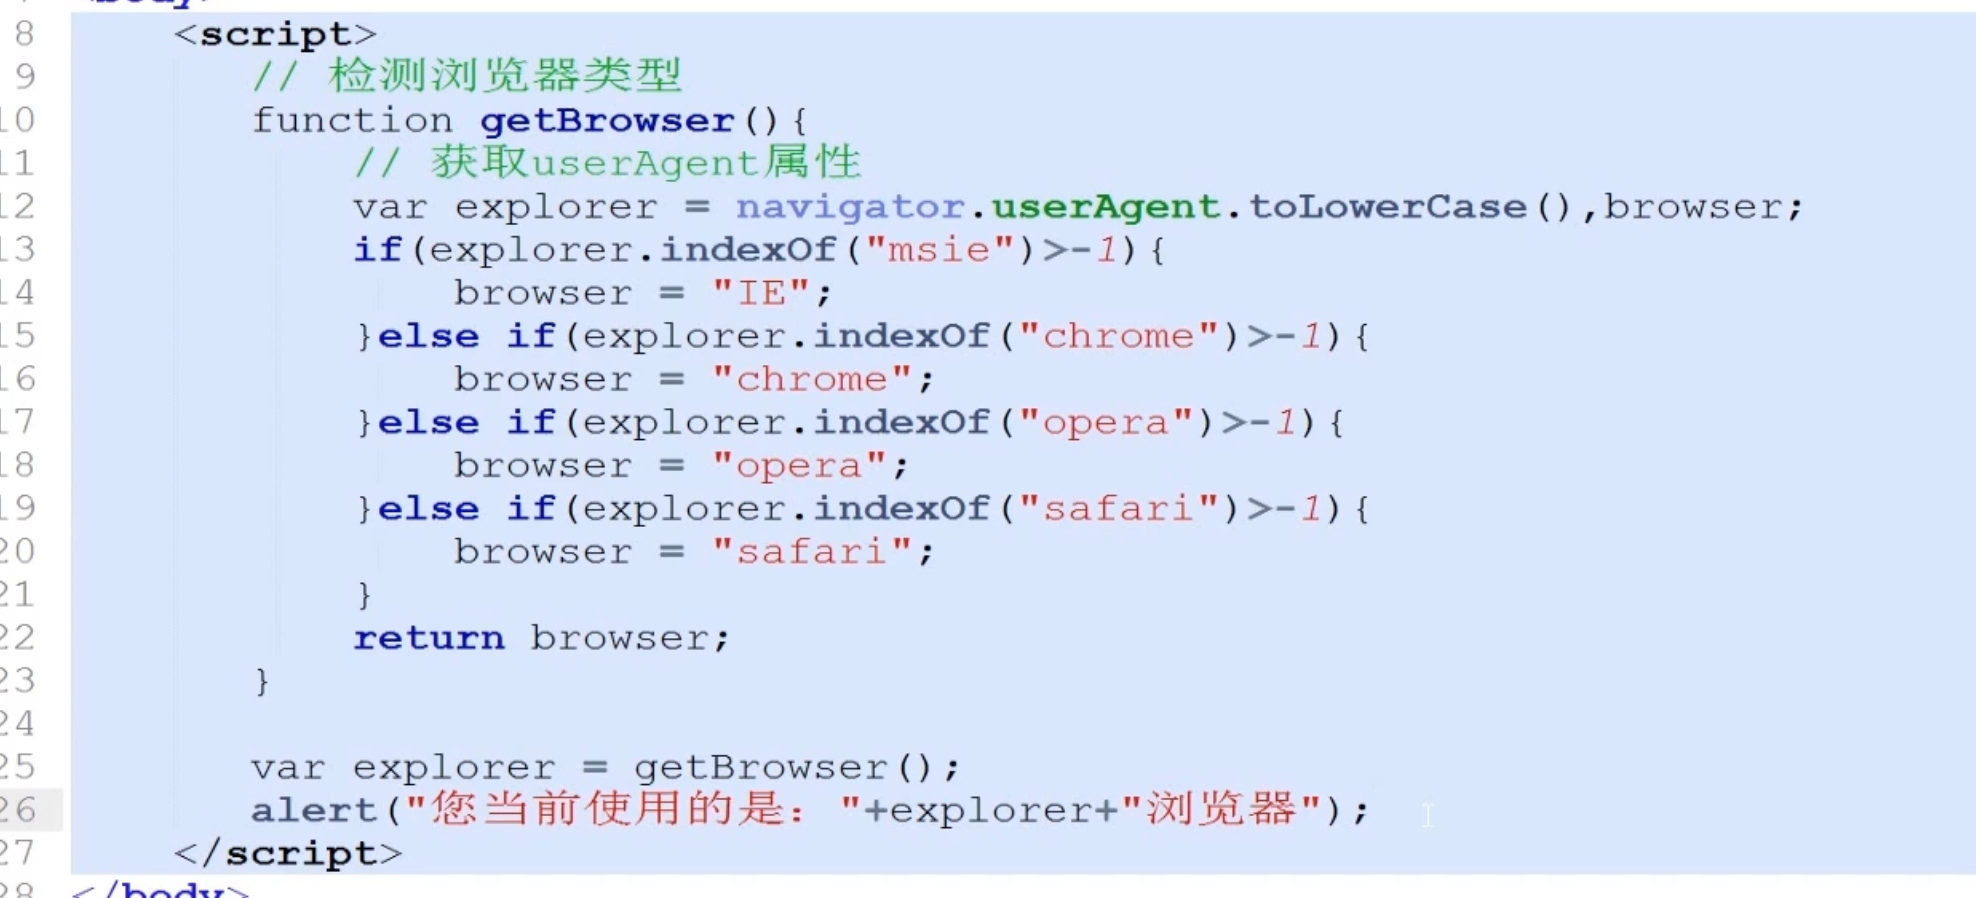 8 <script>
9 // 检测浏览器类型
10 function getBrowser(){
11 // 获取userAgent属性
12 var explorer = navigator.userAgent.toLowerCase(),browser;
13 if(explorer.indexOf("msie")>-1){
14 browser = "IE";
15 }else if(explorer.indexOf("chrome")>-1){
16 browser = "chrome";
17 }else if(explorer.indexOf("opera")>-1){
18 browser = "opera";
19 }else if(explorer.indexOf("safari")>-1){
20 browser = "safari";
21 }
22 return browser;
23 }
24
25 var explorer = getBrowser();
26 alert("您当前使用的是："+explorer+"浏览器");
27 </script>
28 </body>